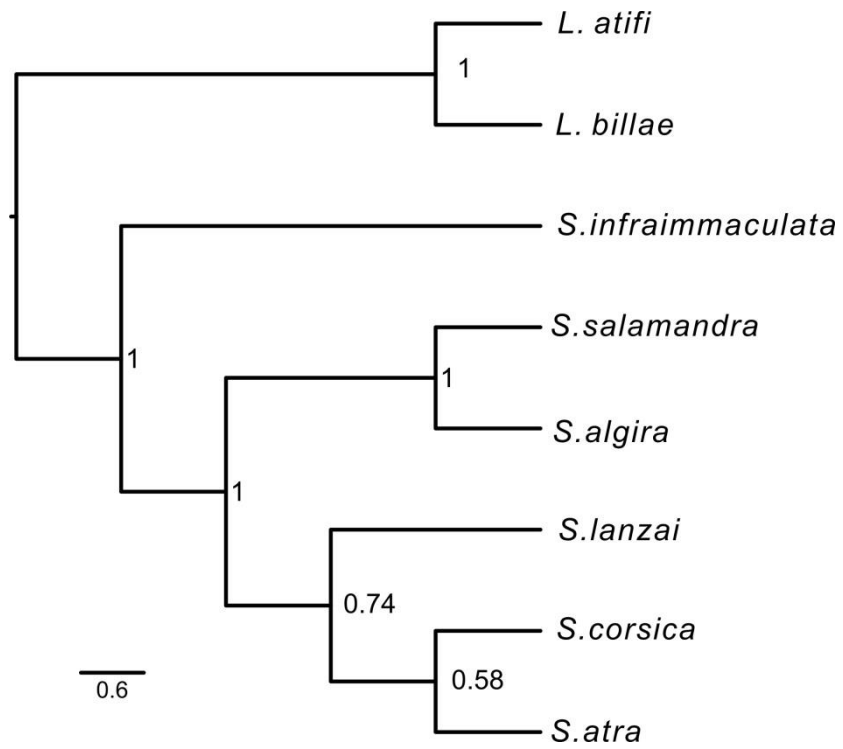 L. atifi
1
L. billae
S.infraimmaculata
S.salamandra
1
1
S.algira
1
S.lanzai
0.74
S.corsica
0.58
0.6
S.atra